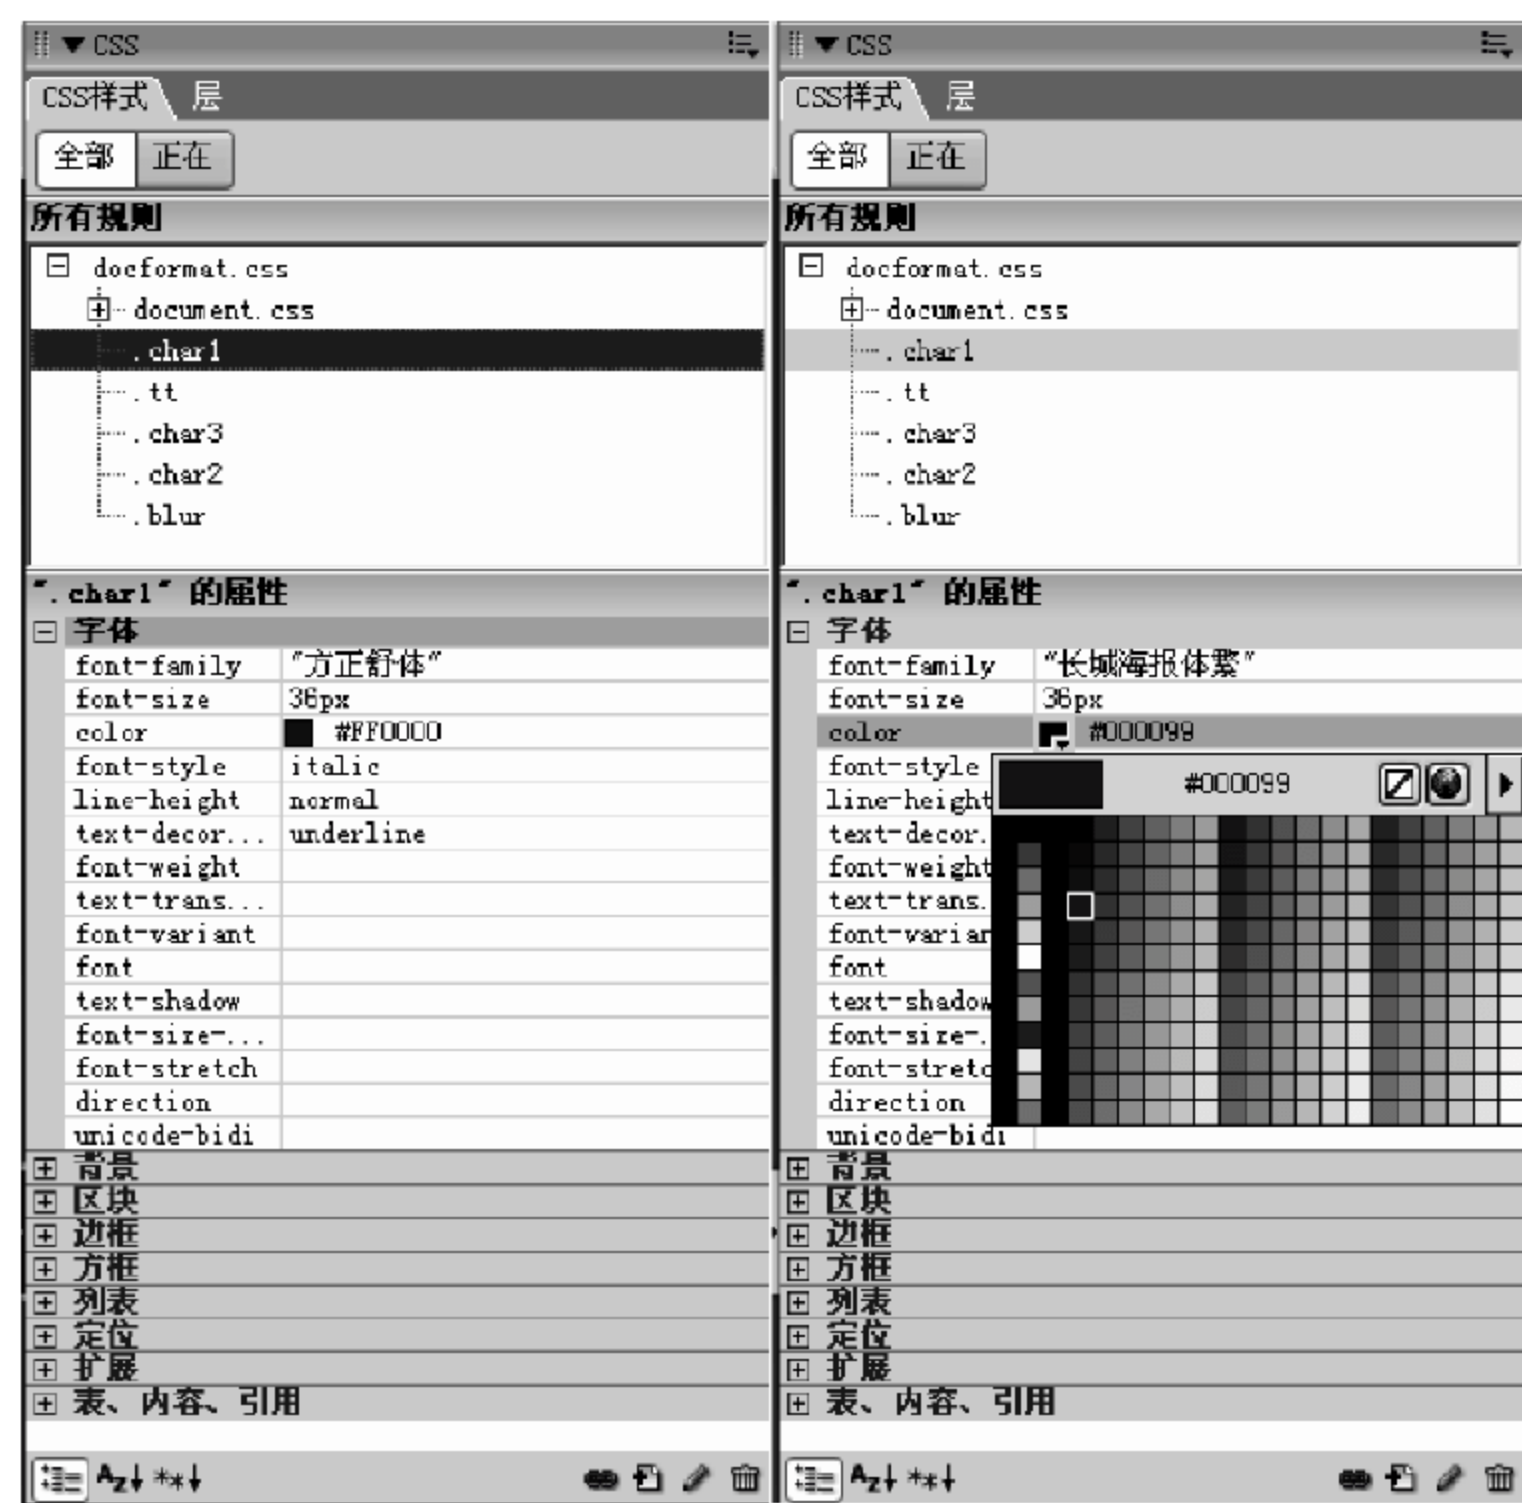 CSS
CSS样式 层
全部 正在
所有规则
docformat.css
document.css
.char1
.tt
.char3
.char2
.blur
".char1" 的属性
字体
font-family "方正舒体"
font-size 36px
color #FF0000
font-style italic
line-height normal
text-decor... underline
font-weight
text-trans...
font-variant
font
text-shadow
font-size-...
font-stretch
direction
unicode-bidi
背景
区块
边框
方框
列表
定位
扩展
表、内容、引用
CSS
CSS样式 层
全部 正在
所有规则
docformat.css
document.css
.char1
.tt
.char3
.char2
.blur
".char1" 的属性
字体
font-family "长城海报体繁"
font-size 36px
color #000099
font-style #000099
line-height
text-decor.
font-weight
text-trans.
font-varian
font
text-shadow
font-size-.
font-stretc
direction
unicode-bidi
背景
区块
边框
方框
列表
定位
扩展
表、内容、引用